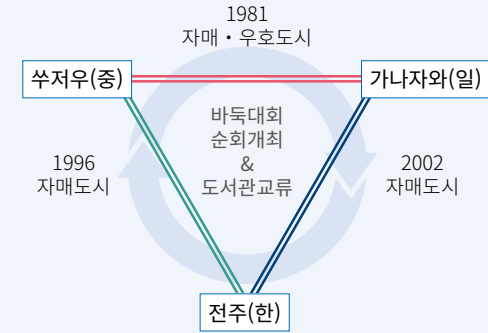 1981
자매・우호도시
쑤저우(중)
가나자와(일)
바둑대회
순회개최
&
도서관교류
1996
자매도시
2002
자매도시
전주(한)